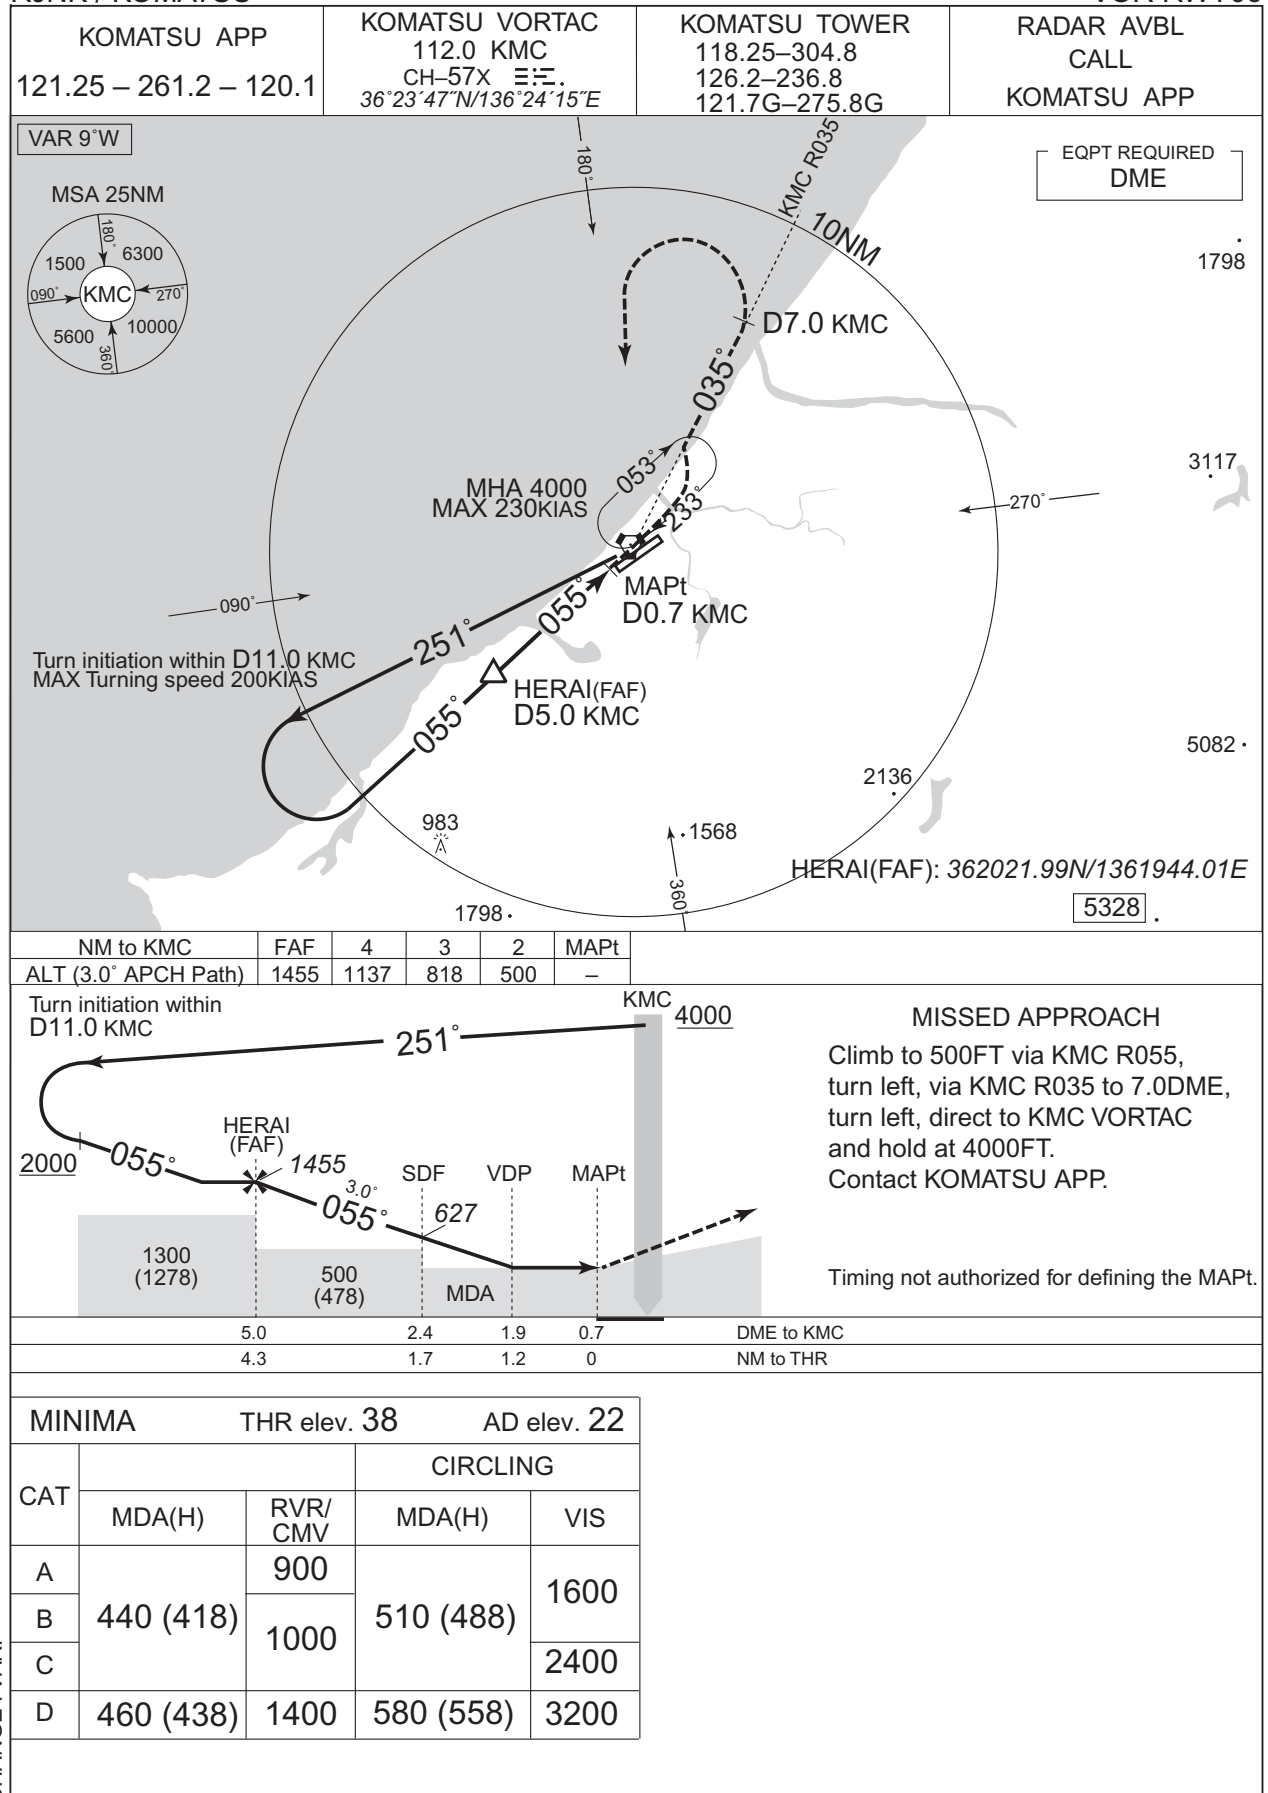 KOMATSU APP
121.25 – 261.2 – 120.1
KOMATSU VORTAC
112.0 KMC
CH–57X
36°23´47˝N/136°24´15˝E
KOMATSU TOWER
118.25–304.8
126.2–236.8
121.7G–275.8G
RADAR AVBL
CALL
KOMATSU APP
VAR 9°W
MSA 25NM
180°
1500
6300
090°
KMC
270°
5600
10000
360°
180°
KMC R035
10NM
EQPT REQUIRED
DME
1798
D7.0 KMC
035°
3117
053°
MHA 4000
MAX 230KIAS
233°
270°
090°
MAPt
D0.7 KMC
055°
251°
Turn initiation within D11.0 KMC
MAX Turning speed 200KIAS
HERAI(FAF)
D5.0 KMC
055°
5082
2136
983
1568
360°
HERAI(FAF): 362021.99N/1361944.01E
1798
5328
NM to KMC FAF 4 3 2 MAPt
ALT (3.0° APCH Path) 1455 1137 818 500 –
Turn initiation within
D11.0 KMC
KMC
4000
251°
HERAI
(FAF)
2000
055°
1455
3.0°
055°
SDF
VDP
MAPt
627
1300
(1278)
500
(478)
MDA
MISSED APPROACH
Climb to 500FT via KMC R055,
turn left, via KMC R035 to 7.0DME,
turn left, direct to KMC VORTAC
and hold at 4000FT.
Contact KOMATSU APP.
Timing not authorized for defining the MAPt.
5.0 2.4 1.9 0.7 DME to KMC
4.3 1.7 1.2 0 NM to THR
MINIMA THR elev. 38 AD elev. 22
CIRCLING
CAT MDA(H) RVR/CMV MDA(H) VIS
A 900
B 440 (418) 1000 510 (488) 1600
C 2400
D 460 (438) 1400 580 (558) 3200